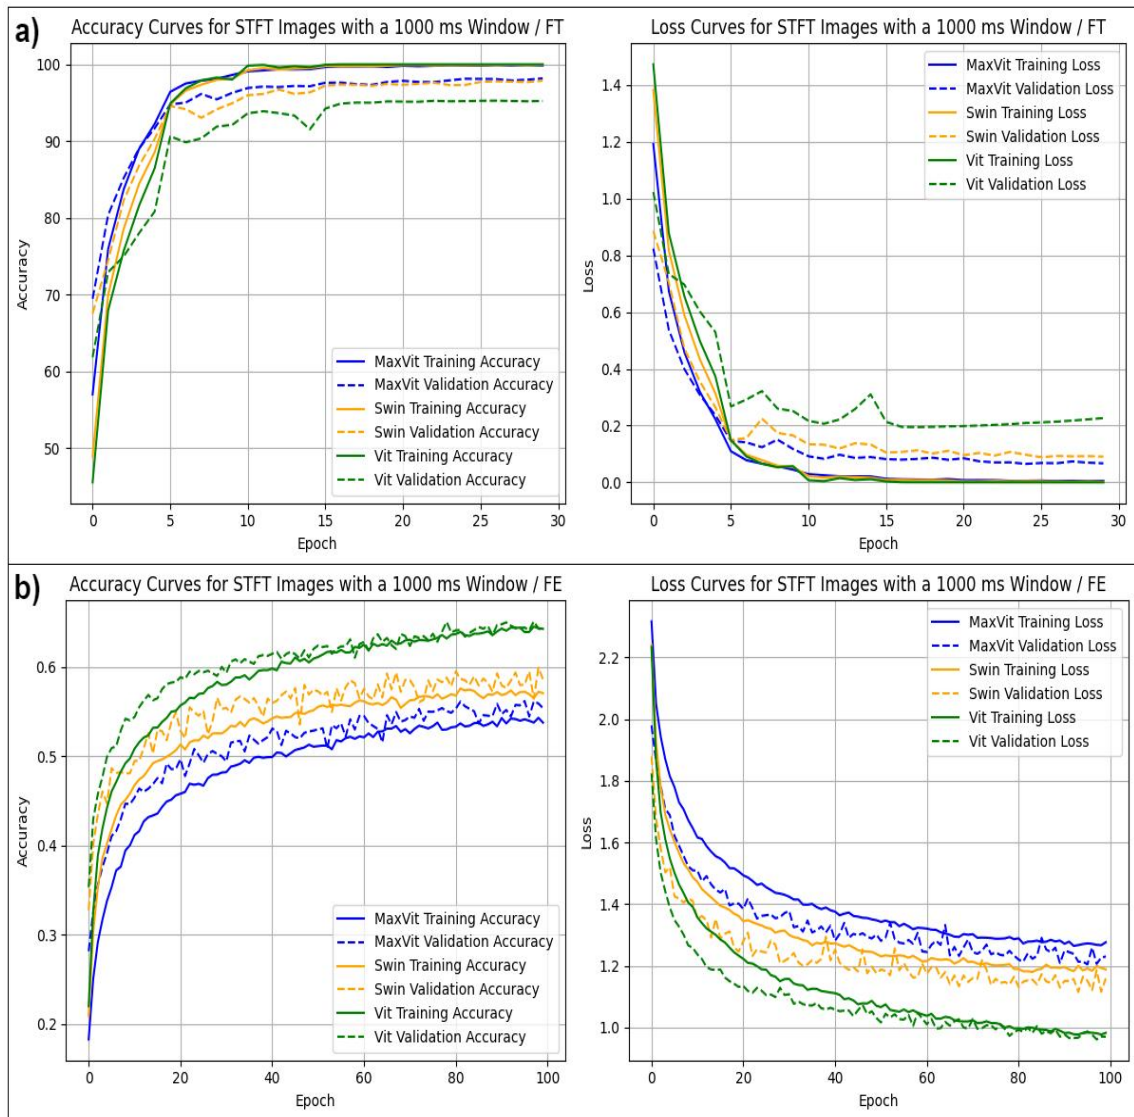 a)
Accuracy Curves for STFT Images with a 1000 ms Window / FT
100
90
80
70
60
50
Accuracy
MaxVit Training Accuracy
MaxVit Validation Accuracy
Swin Training Accuracy
Swin Validation Accuracy
Vit Training Accuracy
Vit Validation Accuracy
0 5 10 15 20 25 30
Epoch
Loss Curves for STFT Images with a 1000 ms Window / FT
1.4
1.2
1.0
0.8
0.6
0.4
0.2
0.0
Loss
MaxVit Training Loss
MaxVit Validation Loss
Swin Training Loss
Swin Validation Loss
Vit Training Loss
Vit Validation Loss
0 5 10 15 20 25 30
Epoch
b)
Accuracy Curves for STFT Images with a 1000 ms Window / FE
0.6
0.5
0.4
0.3
0.2
Accuracy
MaxVit Training Accuracy
MaxVit Validation Accuracy
Swin Training Accuracy
Swin Validation Accuracy
Vit Training Accuracy
Vit Validation Accuracy
0 20 40 60 80 100
Epoch
Loss Curves for STFT Images with a 1000 ms Window / FE
2.2
2.0
1.8
1.6
1.4
1.2
1.0
Loss
MaxVit Training Loss
MaxVit Validation Loss
Swin Training Loss
Swin Validation Loss
Vit Training Loss
Vit Validation Loss
0 20 40 60 80 100
Epoch